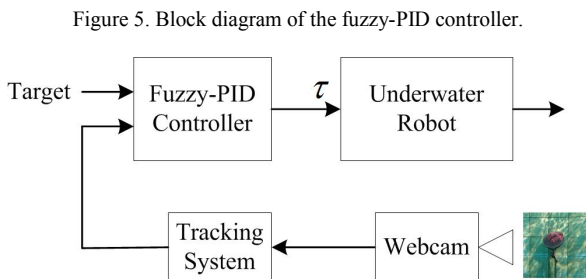 Figure 5. Block diagram of the fuzzy-PID controller.
Target
Fuzzy-PID
Controller
τ
Underwater
Robot
Tracking
System
Webcam